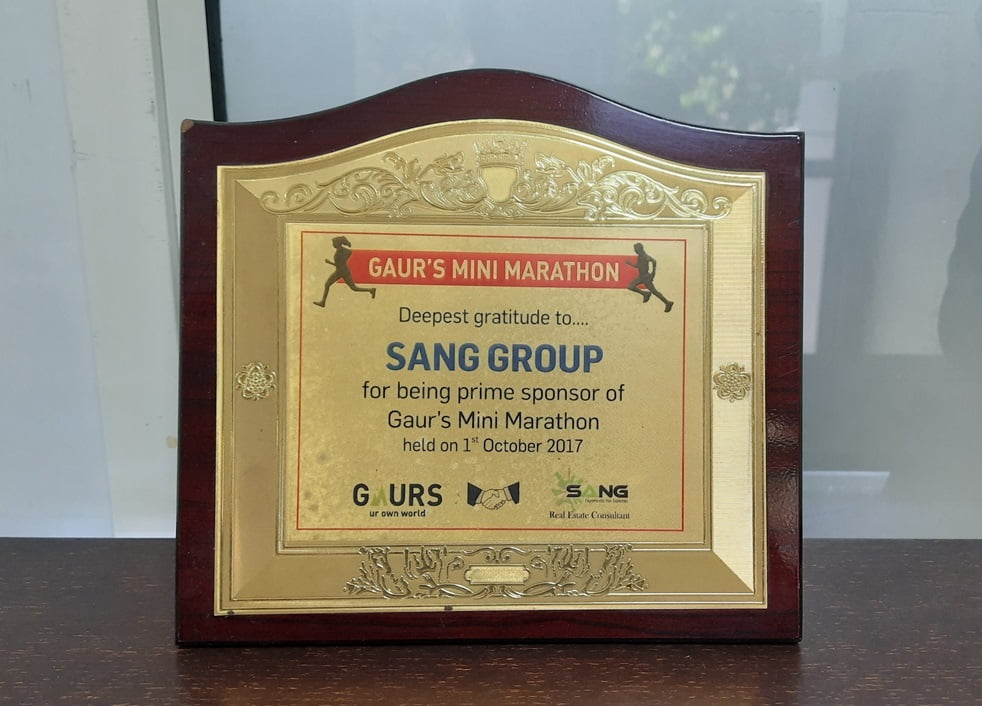 GAUR'S MINI MARATHON
Deepest gratitude to....
SANG GROUP
for being prime sponsor of
Gaur's Mini Marathon
held on 1st October 2017
GAURS
ur own world
SANG
Real Estate Consultant